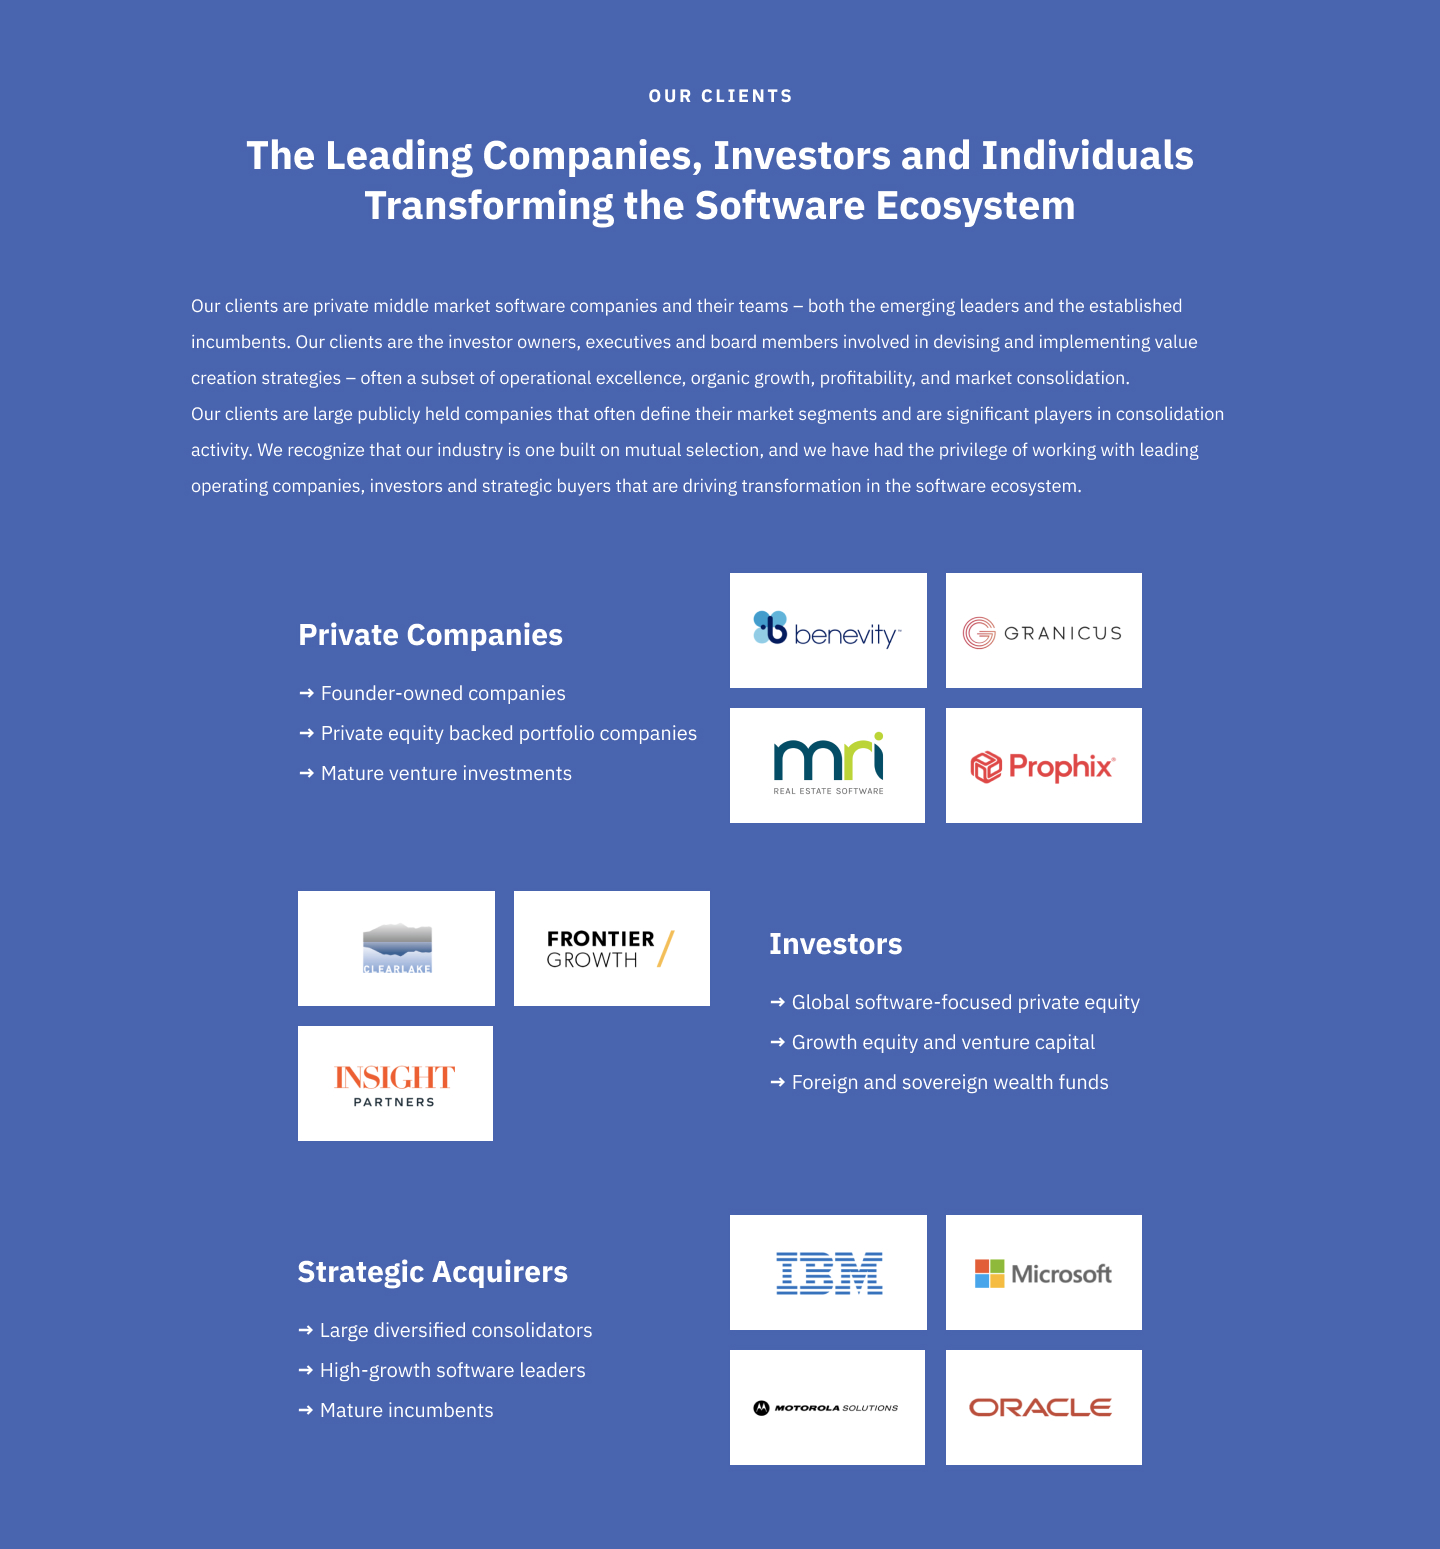 OUR CLIENTS
The Leading Companies, Investors and Individuals
Transforming the Software Ecosystem
Our clients are private middle market software companies and their teams – both the emerging leaders and the established
incumbents. Our clients are the investor owners, executives and board members involved in devising and implementing value
creation strategies – often a subset of operational excellence, organic growth, profitability, and market consolidation.
Our clients are large publicly held companies that often define their market segments and are significant players in consolidation
activity. We recognize that our industry is one built on mutual selection, and we have had the privilege of working with leading
operating companies, investors and strategic buyers that are driving transformation in the software ecosystem.
Private Companies
→ Founder-owned companies
→ Private equity backed portfolio companies
→ Mature venture investments
b benevity™
G GRANICUS
mri
REAL ESTATE SOFTWARE
Prophix®
CLEARLAKE
FRONTIER
GROWTH /
INSIGHT
PARTNERS
Investors
→ Global software-focused private equity
→ Growth equity and venture capital
→ Foreign and sovereign wealth funds
Strategic Acquirers
→ Large diversified consolidators
→ High-growth software leaders
→ Mature incumbents
IBM
Microsoft
MOTOROLA SOLUTIONS
ORACLE